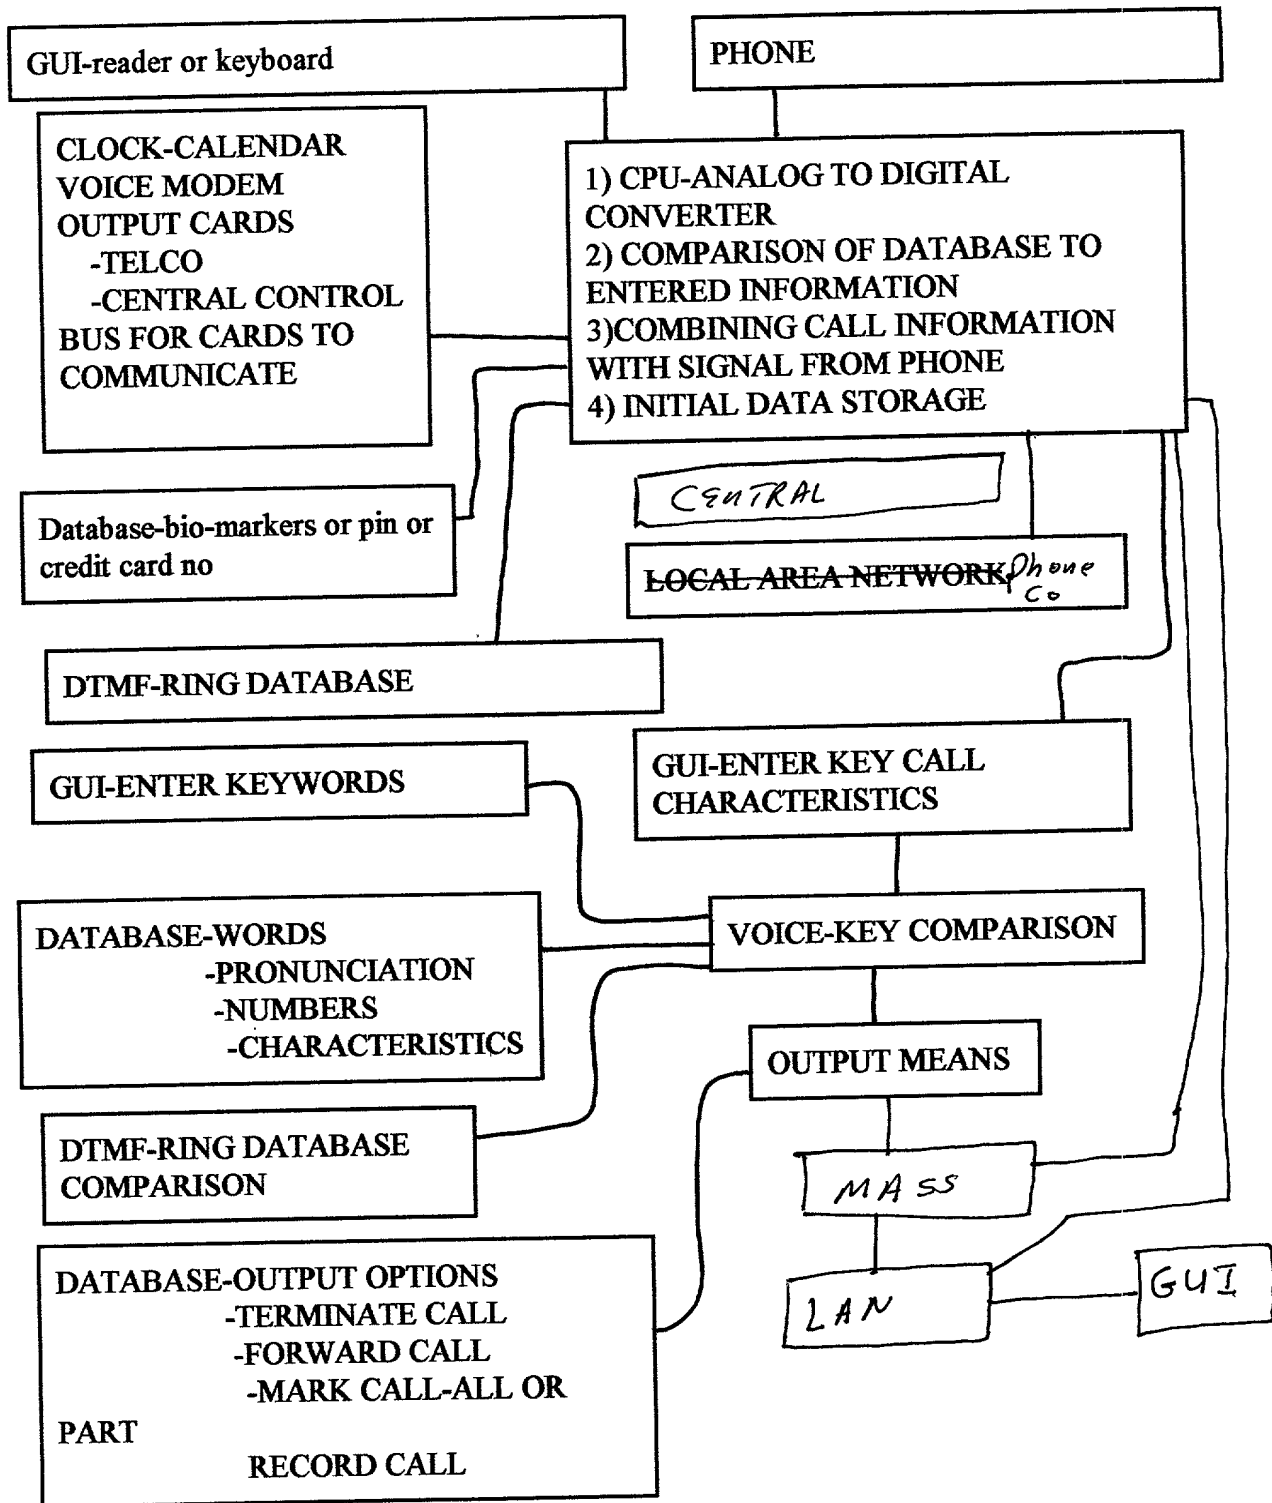 GUI-reader or keyboard
PHONE
CLOCK-CALENDAR
VOICE MODEM
OUTPUT CARDS
-TELCO
-CENTRAL CONTROL
BUS FOR CARDS TO
COMMUNICATE
1) CPU-ANALOG TO DIGITAL
CONVERTER
2) COMPARISON OF DATABASE TO
ENTERED INFORMATION
3)COMBINING CALL INFORMATION
WITH SIGNAL FROM PHONE
4) INITIAL DATA STORAGE
CENTRAL
Database-bio-markers or pin or
credit card no
LOCAL AREA NETWORK Phone
Co
DTMF-RING DATABASE
GUI-ENTER KEYWORDS
GUI-ENTER KEY CALL
CHARACTERISTICS
DATABASE-WORDS
-PRONUNCIATION
-NUMBERS
-CHARACTERISTICS
VOICE-KEY COMPARISON
OUTPUT MEANS
DTMF-RING DATABASE
COMPARISON
MASS
DATABASE-OUTPUT OPTIONS
-TERMINATE CALL
-FORWARD CALL
-MARK CALL-ALL OR
PART
RECORD CALL
LAN
GUI